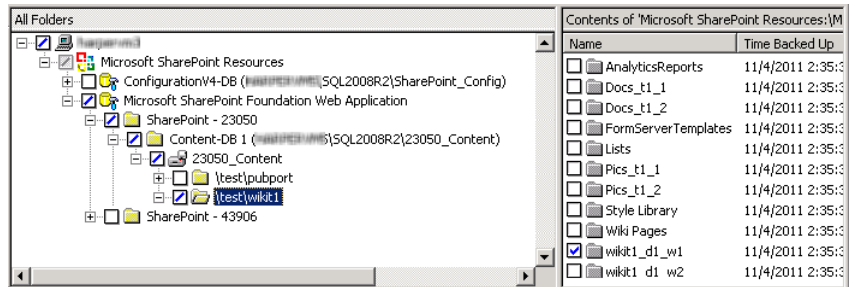 All Folders
Microsoft SharePoint Resources
ConfigurationV4-DB (\SQL2008R2\SharePoint_Config)
Microsoft SharePoint Foundation Web Application
SharePoint - 23050
Content-DB 1 (\SQL2008R2\23050_Content)
23050_Content
\test\pubport
\test\wikit1
SharePoint - 43906
Contents of 'Microsoft SharePoint Resources:\M
Name Time Backed Up
AnalyticsReports 11/4/2011 2:35:3
Docs_t1_1 11/4/2011 2:35:3
Docs_t1_2 11/4/2011 2:35:3
FormServerTemplates 11/4/2011 2:35:3
Lists 11/4/2011 2:35:3
Pics_t1_1 11/4/2011 2:35:3
Pics_t1_2 11/4/2011 2:35:3
Style Library 11/4/2011 2:35:3
Wiki Pages 11/4/2011 2:35:3
wikit1_d1_w1 11/4/2011 2:35:3
wikit1_d1_w2 11/4/2011 2:35:3